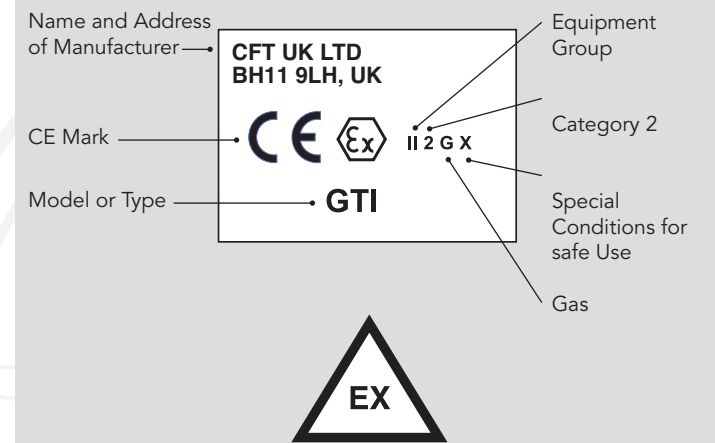 Name and Address
of Manufacturer
CFT UK LTD
BH11 9LH, UK
CE Mark
CE Ex II 2 G X
Model or Type
GTI
Equipment
Group
Category 2
Special
Conditions for
safe Use
Gas
EX